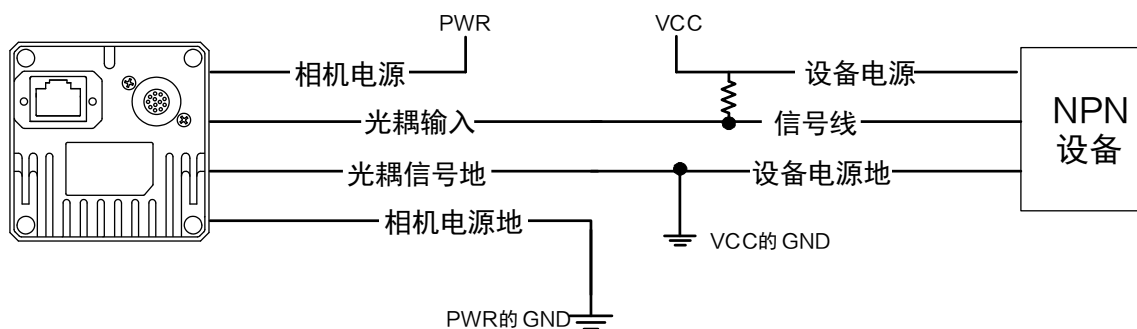 PWR
VCC
相机电源
设备电源
光耦输入
信号线
NPN
设备
光耦信号地
设备电源地
相机电源地
VCC的 GND
PWR的 GND